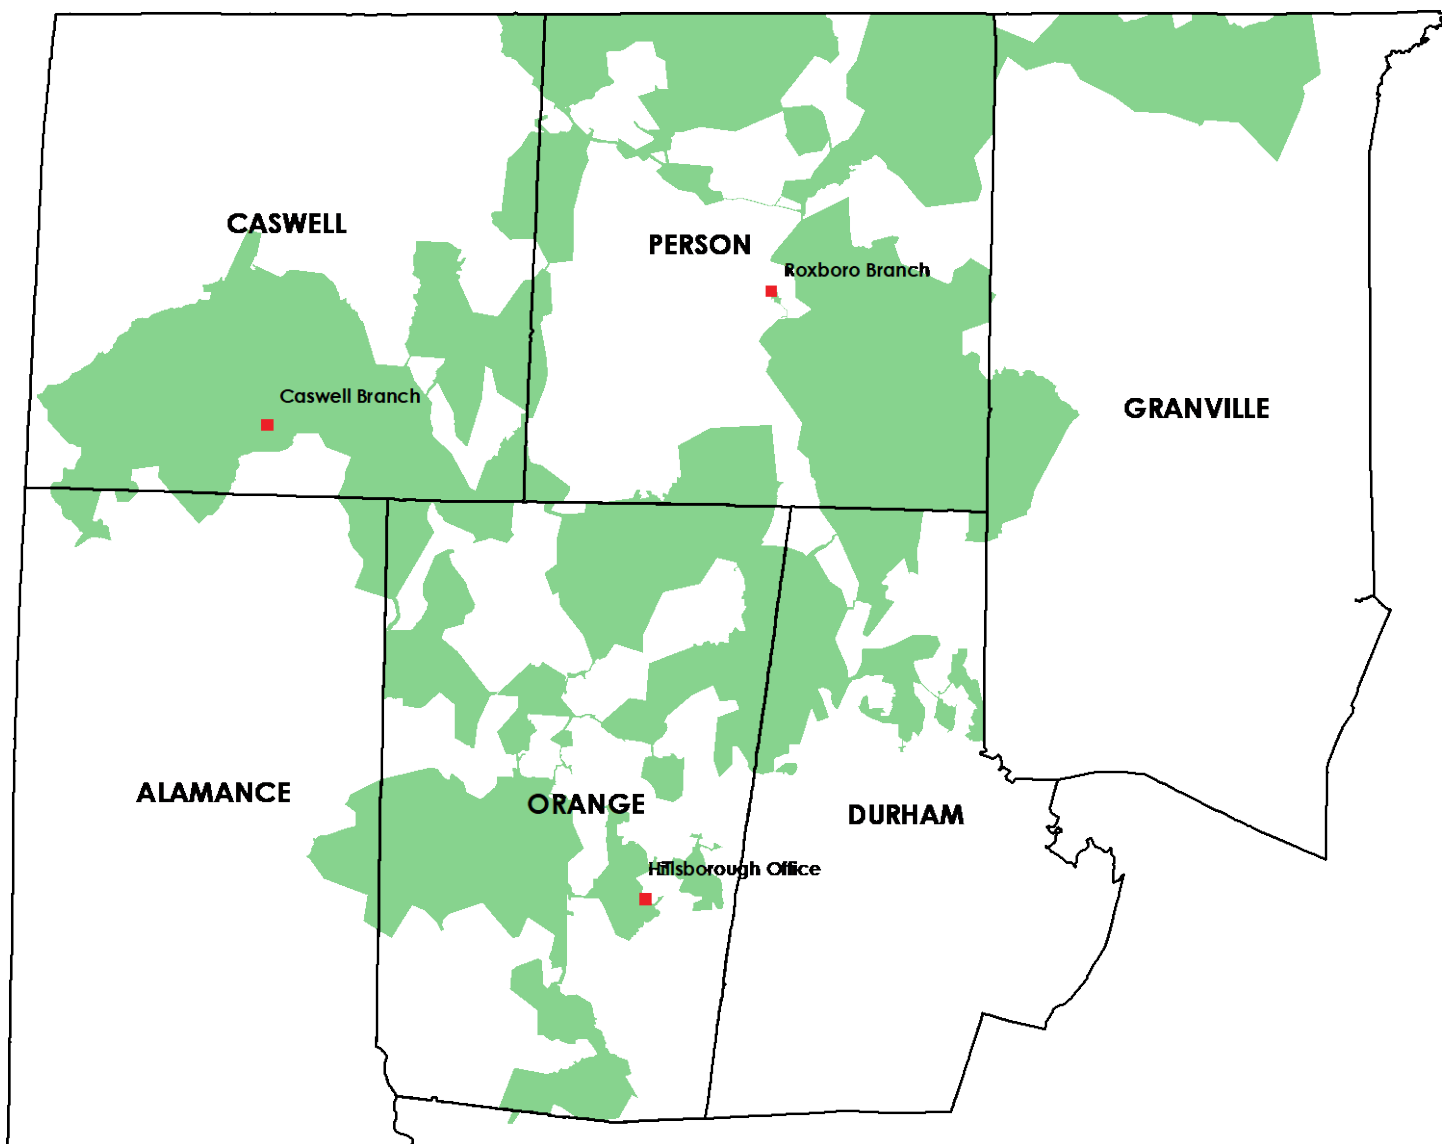 CASWELL
PERSON
Roxboro Branch
Caswell Branch
GRANVILLE
ALAMANCE
ORANGE
DURHAM
Hillsborough Office